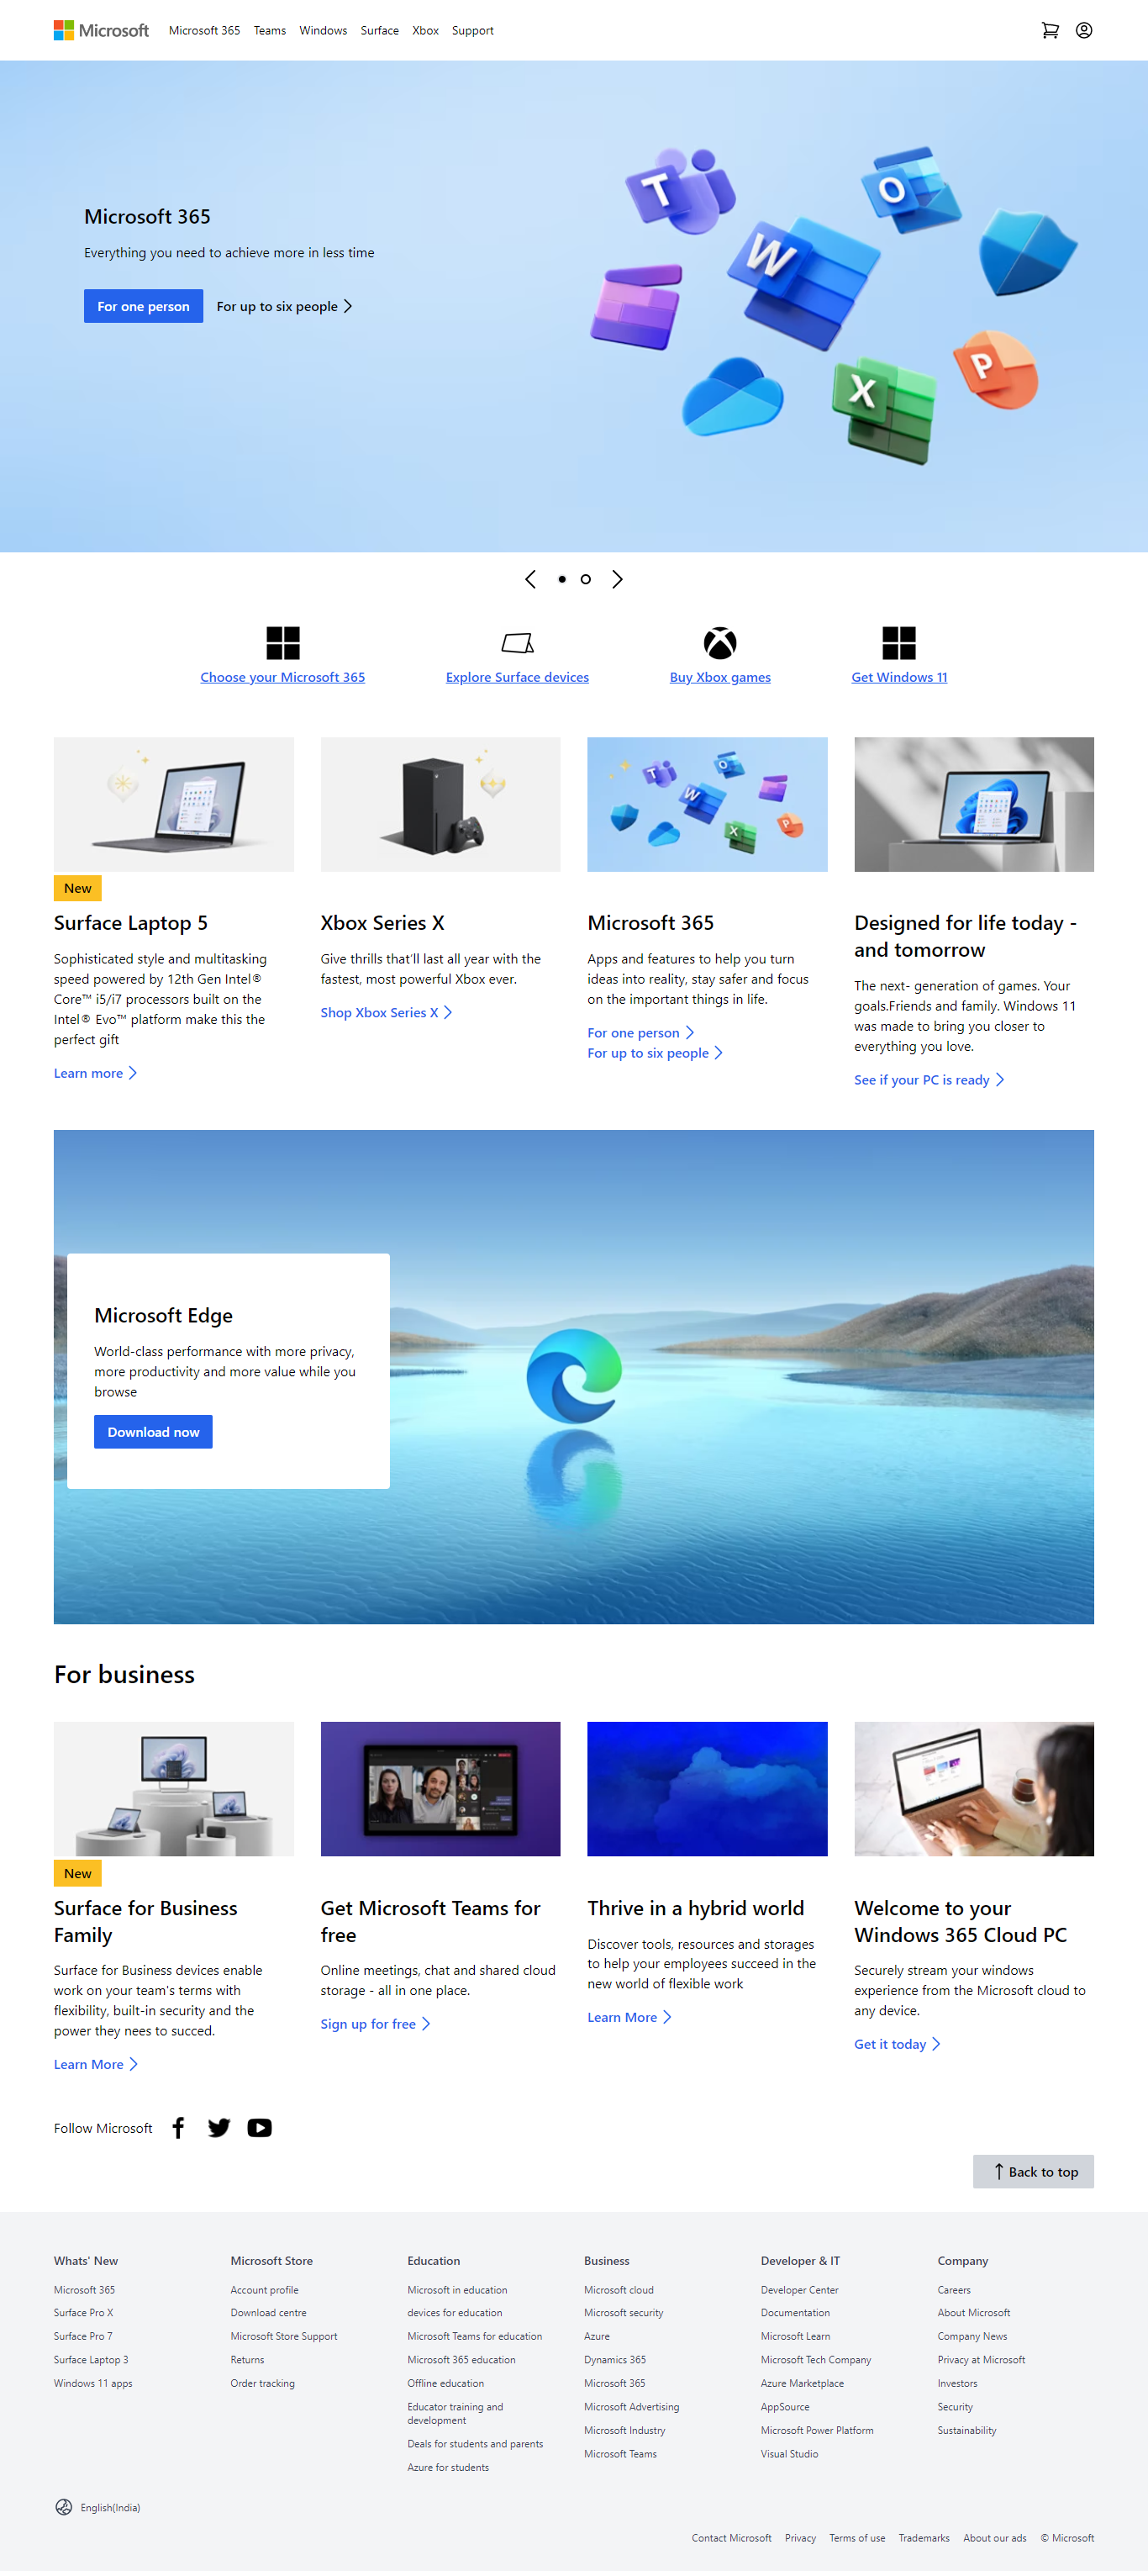 Microsoft
Microsoft 365
Teams
Windows
Surface
Xbox
Support
Microsoft 365
Everything you need to achieve more in less time
For one person
For up to six people
T
O
W
X
P
Choose your Microsoft 365
Explore Surface devices
Buy Xbox games
Get Windows 11
New
Surface Laptop 5
Sophisticated style and multitasking
speed powered by 12th Gen Intel®
Core™ i5/i7 processors built on the
Intel® Evo™ platform make this the
perfect gift
Learn more
Xbox Series X
Give thrills that'll last all year with the
fastest, most powerful Xbox ever.
Shop Xbox Series X
T
O
W
X
P
Microsoft 365
Apps and features to help you turn
ideas into reality, stay safer and focus
on the important things in life.
For one person
For up to six people
Designed for life today -
and tomorrow
The next- generation of games. Your
goals.Friends and family. Windows 11
was made to bring you closer to
everything you love.
See if your PC is ready
Microsoft Edge
World-class performance with more privacy,
more productivity and more value while you
browse
Download now
For business
New
Surface for Business
Family
Surface for Business devices enable
work on your team's terms with
flexibility, built-in security and the
power they nees to succed.
Learn More
Get Microsoft Teams for
free
Online meetings, chat and shared cloud
storage - all in one place.
Sign up for free
Thrive in a hybrid world
Discover tools, resources and storages
to help your employees succeed in the
new world of flexible work
Learn More
Welcome to your
Windows 365 Cloud PC
Securely stream your windows
experience from the Microsoft cloud to
any device.
Get it today
Follow Microsoft
Back to top
Whats' New
Microsoft 365
Surface Pro X
Surface Pro 7
Surface Laptop 3
Windows 11 apps
Microsoft Store
Account profile
Download centre
Microsoft Store Support
Returns
Order tracking
Education
Microsoft in education
devices for education
Microsoft Teams for education
Microsoft 365 education
Offline education
Educator training and
development
Deals for students and parents
Azure for students
Business
Microsoft cloud
Microsoft security
Azure
Dynamics 365
Microsoft 365
Microsoft Advertising
Microsoft Industry
Microsoft Teams
Developer & IT
Developer Center
Documentation
Microsoft Learn
Microsoft Tech Company
Azure Marketplace
AppSource
Microsoft Power Platform
Visual Studio
Company
Careers
About Microsoft
Company News
Privacy at Microsoft
Investors
Security
Sustainability
English(India)
Contact Microsoft
Privacy
Terms of use
Trademarks
About our ads
© Microsoft